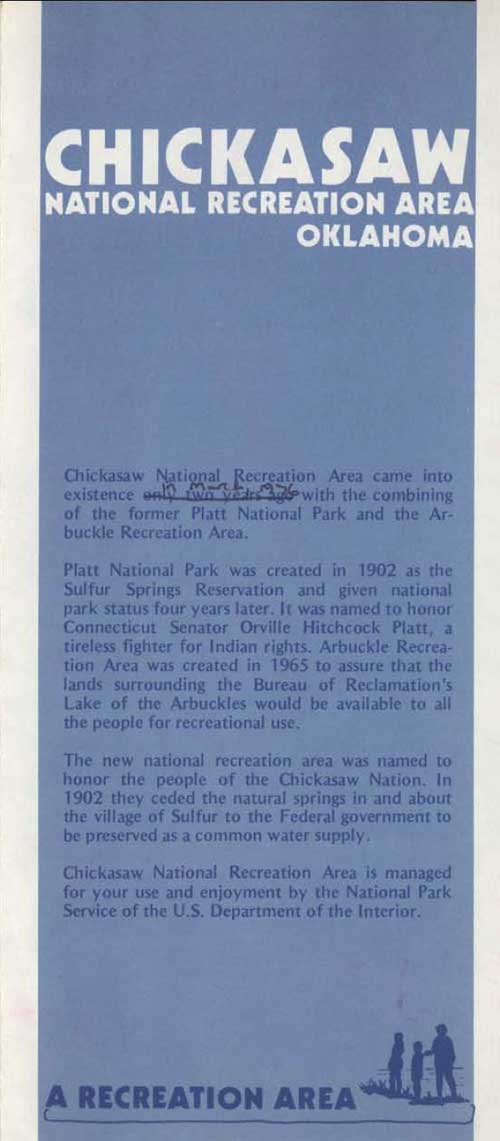 CHICKASAW
NATIONAL RECREATION AREA
OKLAHOMA
Chickasaw National Recreation Area came into
in
existence only two years ago with the combining
of the former Platt National Park and the Ar-
buckle Recreation Area.
Platt National Park was created in 1902 as the
Sulfur Springs Reservation and given national
park status four years later. It was named to honor
Connecticut Senator Orville Hitchcock Platt, a
tireless fighter for Indian rights. Arbuckle Recrea-
tion Area was created in 1965 to assure that the
lands surrounding the Bureau of Reclamation's
Lake of the Arbuckles would be available to all
the people for recreational use.
The new national recreation area was named to
honor the people of the Chickasaw Nation. In
1902 they ceded the natural springs in and about
the village of Sulfur to the Federal government to
be preserved as a common water supply.
Chickasaw National Recreation Area is managed
for your use and enjoyment by the National Park
Service of the U.S. Department of the Interior.
A RECREATION AREA